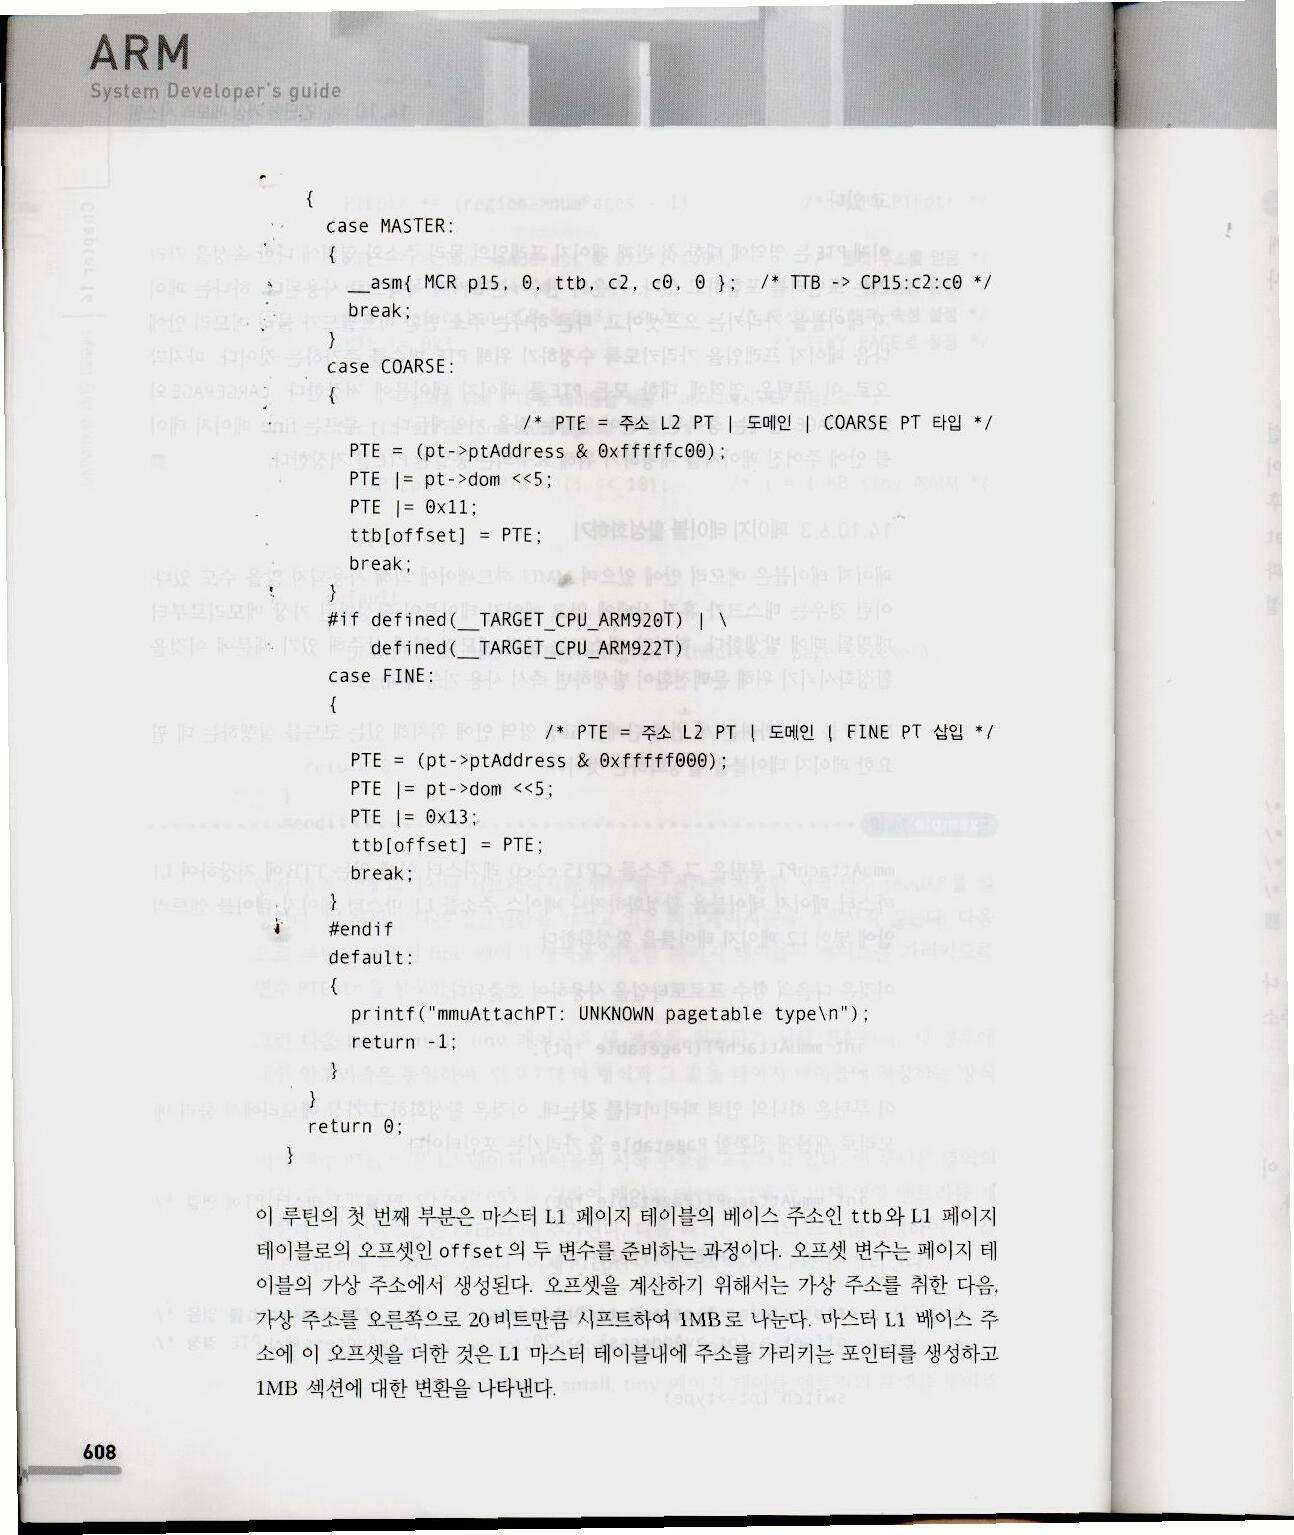 ARM
System Developer's guide
{
case MASTER:
{
__asm{ MCR p15, 0, ttb, c2, c0, 0 }; /* TTB -> CP15:c2:c0 */
break;
}
case COARSE:
{
/* PTE = 주소 L2 PT | 도메인 | COARSE PT 타입 */
PTE = (pt->ptAddress & 0xfffffc00);
PTE |= pt->dom <<5;
PTE |= 0x11;
ttb[offset] = PTE;
break;
}
#if defined(__TARGET_CPU_ARM920T) | \
defined(__TARGET_CPU_ARM922T)
case FINE:
{
/* PTE = 주소 L2 PT | 도메인 | FINE PT 삽입 */
PTE = (pt->ptAddress & 0xfffff000);
PTE |= pt->dom <<5;
PTE |= 0x13;
ttb[offset] = PTE;
break;
}
#endif
default:
{
printf("mmuAttachPT: UNKNOWN pagetable type\n");
return -1;
}
}
return 0;
}
이 루틴의 첫 번째 부분은 마스터 L1 페이지 테이블의 베이스 주소인 ttb와 L1 페이지
테이블로의 오프셋인 offset의 두 변수를 준비하는 과정이다. 오프셋 변수는 페이지 테
이블의 가상 주소에서 생성된다. 오프셋을 계산하기 위해서는 가상 주소를 취한 다음,
가상 주소를 오른쪽으로 20비트만큼 시프트하여 1MB로 나눈다. 마스터 L1 베이스 주
소에 이 오프셋을 더한 것은 L1 마스터 테이블내에 주소를 가리키는 포인터를 생성하고
1MB 섹션에 대한 변환을 나타낸다.
608